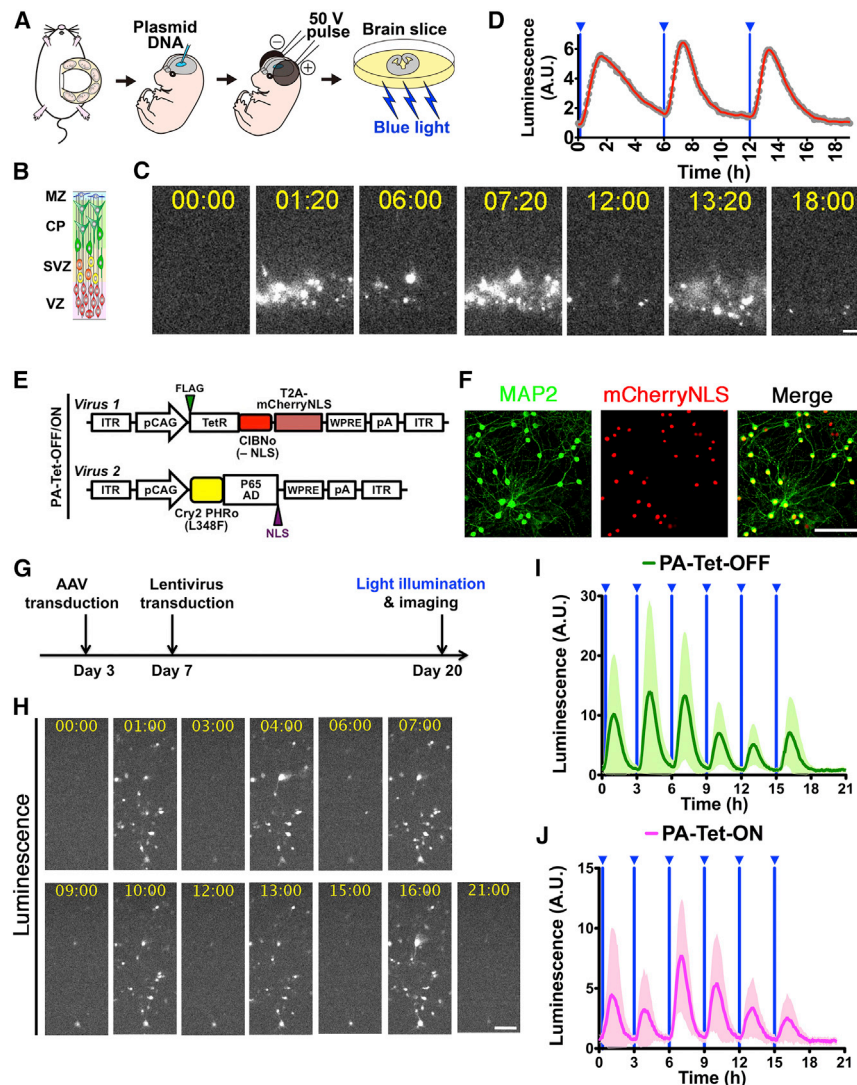 A
Plasmid
DNA
50 V
pulse
Brain slice
Blue light
B
MZ
CP
SVZ
VZ
C
00:00
01:20
06:00
07:20
12:00
13:20
18:00
D
Luminescence
(A.U.)
6
4
2
0
0
2
4
6
8
10
12
14
16
18
Time (h)
E
PA-Tet-OFF/ON
Virus 1
FLAG
T2A-
mCherryNLS
ITR
pCAG
TetR
WPRE
pA
ITR
CIBNo
(– NLS)
Virus 2
ITR
pCAG
P65
AD
WPRE
pA
ITR
Cry2 PHRo
(L348F)
NLS
F
MAP2
mCherryNLS
Merge
G
AAV
transduction
Lentivirus
transduction
Light illumination
& imaging
Day 3
Day 7
Day 20
H
Luminescence
00:00
01:00
03:00
04:00
06:00
07:00
09:00
10:00
12:00
13:00
15:00
16:00
21:00
I
PA-Tet-OFF
Luminescence (A.U.)
30
20
10
0
0
3
6
9
12
15
18
21
Time (h)
J
PA-Tet-ON
Luminescence (A.U.)
15
10
5
0
0
3
6
9
12
15
18
21
Time (h)